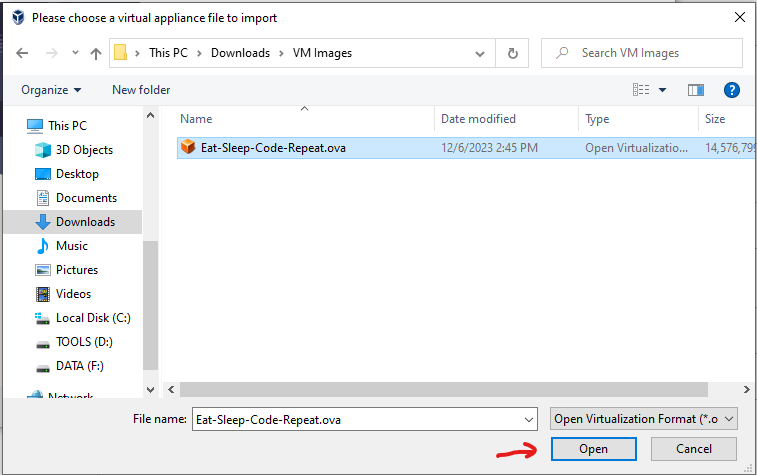 Please choose a virtual appliance file to import
This PC > Downloads > VM Images
Search VM Images
Organize
New folder
Name
Date modified
Type
Size
This PC
3D Objects
Desktop
Documents
Downloads
Music
Pictures
Videos
Local Disk (C:)
TOOLS (D:)
DATA (F:)
Network
Eat-Sleep-Code-Repeat.ova
12/6/2023 2:45 PM
Open Virtualizatio...
14,576,799
File name:
Eat-Sleep-Code-Repeat.ova
Open Virtualization Format (*.o
Open
Cancel